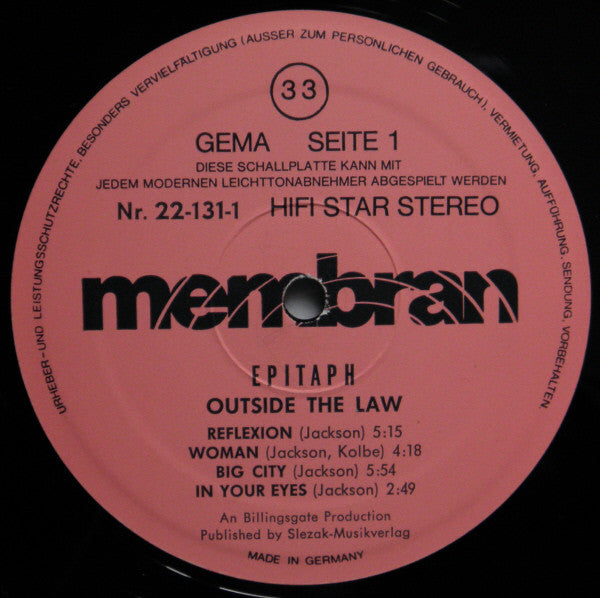 URHEBER-UND LEISTUNGSSCHUTZRECHTE, BESONDERS VERVIELFÄLTIGUNG (AUSSER ZUM PERSÖNLICHEN GEBRAUCH), VERMIETUNG, AUFFÜHRUNG, SENDUNG, VORBEHALTEN.
33
GEMA SEITE 1
DIESE SCHALLPLATTE KANN MIT
JEDEM MODERNEN LEICHTTONABNEHMER ABGESPIELT WERDEN
Nr. 22-131-1 HIFI STAR STEREO
membran
EPITAPH
OUTSIDE THE LAW
REFLEXION (Jackson) 5:15
WOMAN (Jackson, Kolbe) 4:18
BIG CITY (Jackson) 5:54
IN YOUR EYES (Jackson) 2:49
An Billingsgate Production
Published by Slezak-Musikverlag
MADE IN GERMANY